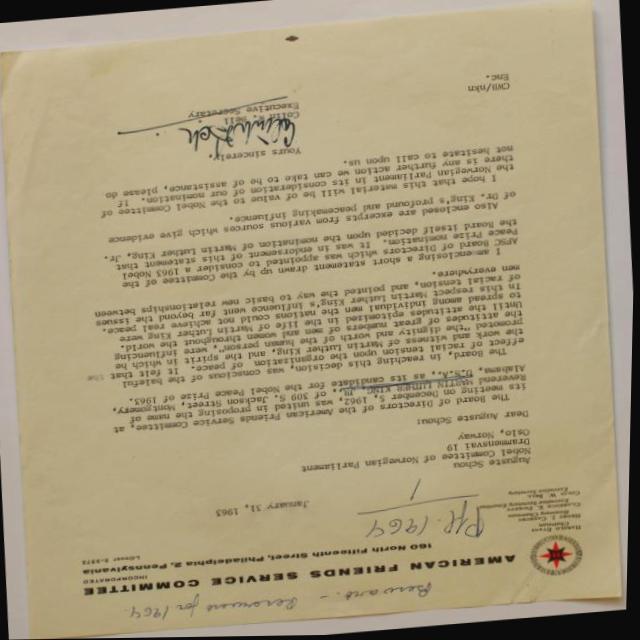 AMERICAN FRIENDS SERVICE COMMITTEE
INCORPORATED
160 North Fifteenth Street, Philadelphia 2, Pennsylvania
P/H. 1964
January 31, 1963
Auguste Schou
Nobel Committee of Norwegian Parliament
Drammensvai 19
Oslo, Norway
Dear Auguste Schou:
The Board of Directors of the American Friends Service Committee, at
its meeting on December 5, 1962, was united in proposing the name of
Reverend MARTIN LUTHER KING, Jr., of 309 S. Jackson Street, Montgomery,
Alabama, U.S.A., as its candidate for the Nobel Peace Prize of 1963.
The Board, in reaching this decision, was conscious of the baleful
effect of racial tension upon the organization of peace. It felt that the
the work and witness of Martin Luther King, and the spirit in which he
promoted "the dignity and worth of the human person", were influencing
the attitudes of great numbers of men and women throughout the world.
Until the attitudes epitomized in the life of Martin Luther King were
to spread among individual men the nations could not achieve real peace.
In this respect Martin Luther King's influence went far beyond the issues
of racial tension, and pointed the way to basic new relationships between
men everywhere.
I am enclosing a short statement drawn up by the Committee of the
AFSC Board of Directors which was appointed to consider a 1963 Nobel
Peace Prize nomination. It was in endorsement of this statement that
the Board itself decided upon the nomination of Martin Luther King, Jr.
Also enclosed are excerpts from various sources which give evidence
of Dr. King's profound and peacemaking influence.
I hope that this material will be of value to the Nobel Committee of
the Norwegian Parliament in its consideration of our nomination. If
there is any further action we can take to be of assistance, please do
not hesitate to call upon us.
Yours sincerely,
Colin W. Bell
Executive Secretary
CWB/nkn
Enc.